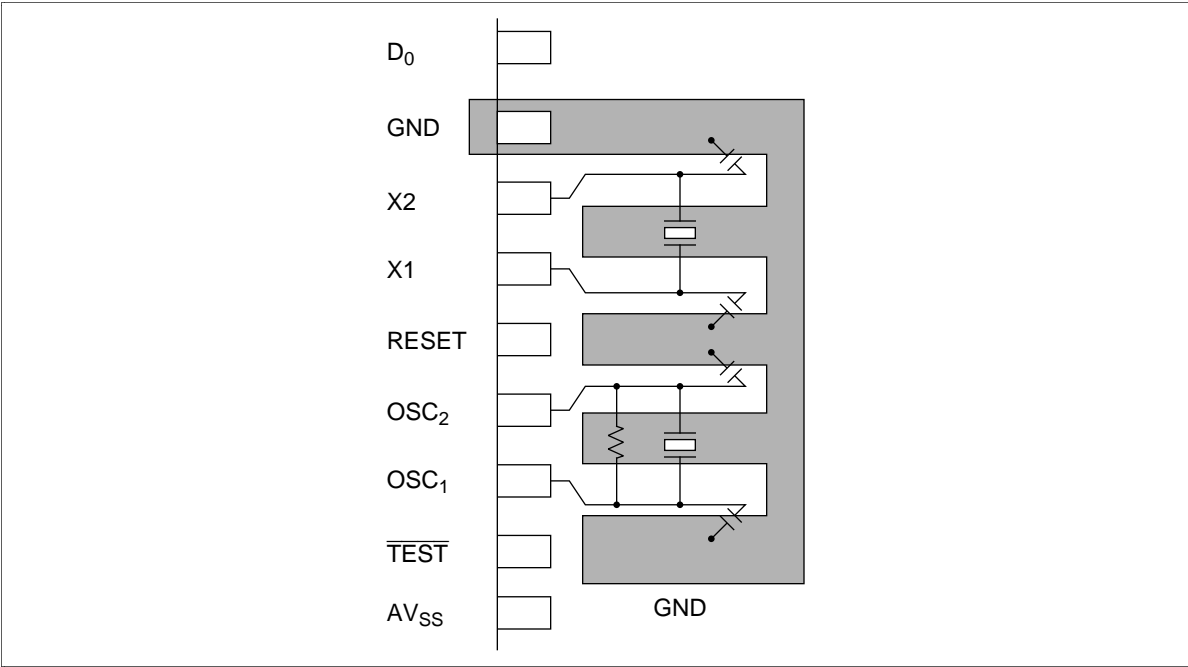 D0
GND
X2
X1
RESET
OSC2
OSC1
TEST
AVSS
GND